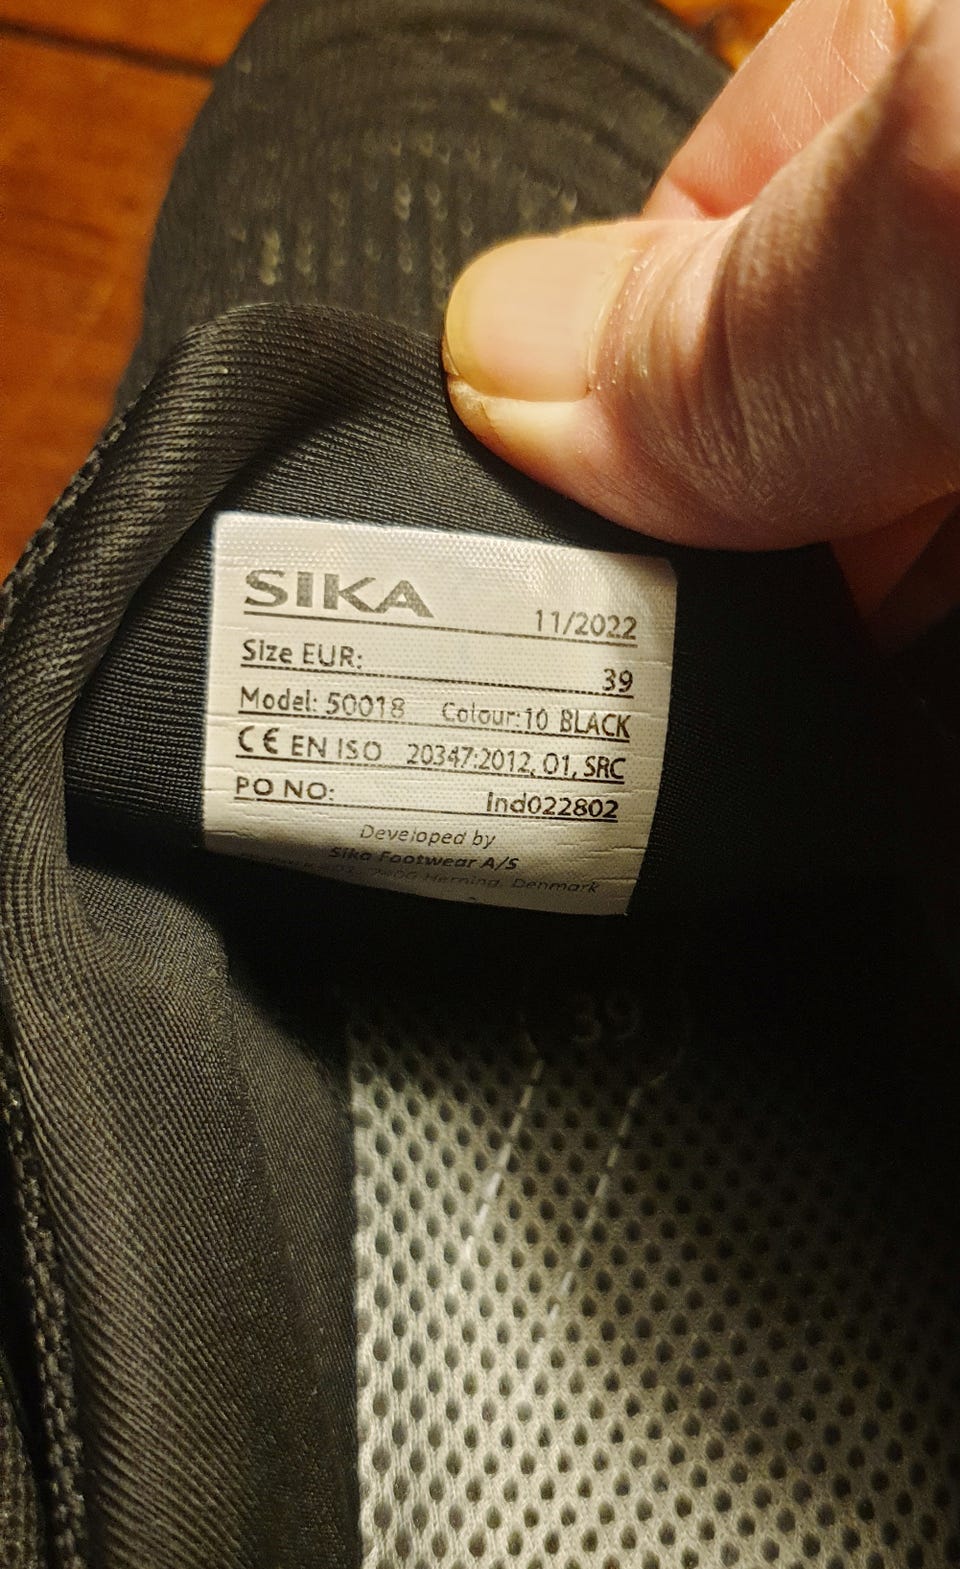 SIKA
11/2022
Size EUR: 39
Model: 50018 Colour:10 BLACK
CE EN ISO 20347:2012, O1, SRC
PO NO: Ind022802
Developed by
Sika Footwear A/S
Herning, Denmark
39